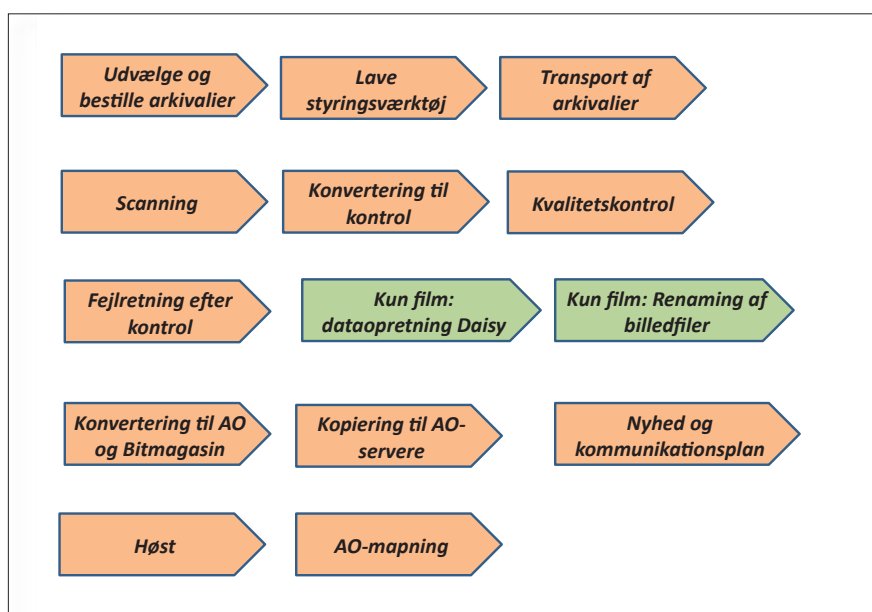 Udvælge og
bestille arkivalier
Lave
styringsværktøj
Transport af
arkivalier
Scanning
Konvertering til
kontrol
Kvalitetskontrol
Fejlretning efter
kontrol
Kun film:
dataopretning Daisy
Kun film: Renaming af
billedfiler
Konvertering til AO
og Bitmagasin
Kopiering til AO-
servere
Nyhed og
kommunikationsplan
Høst
AO-mapning